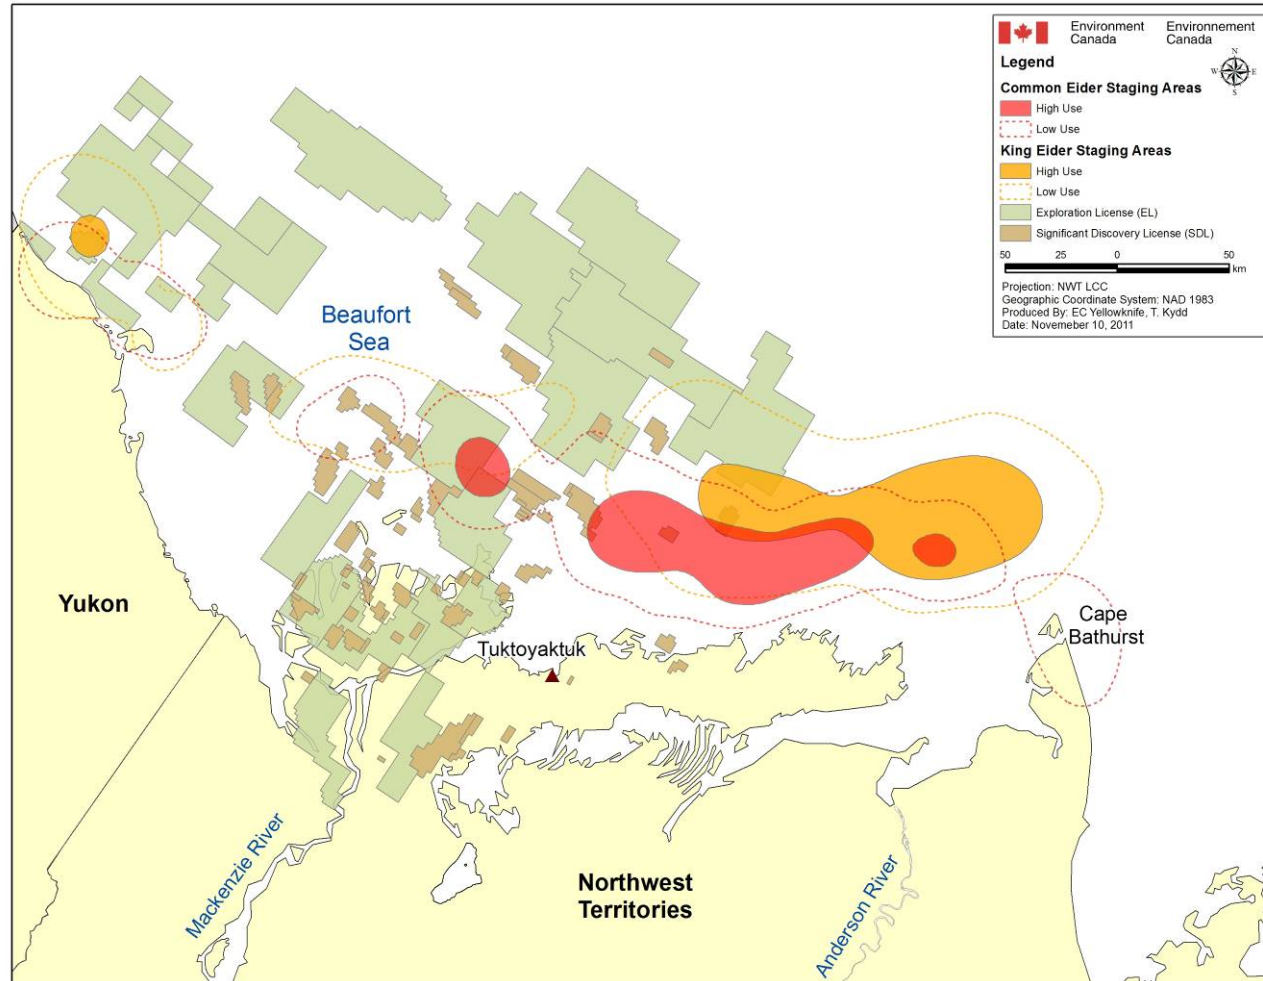 Environment
Canada
Environnement
Canada
Legend
N
W
E
S
Common Eider Staging Areas
High Use
Low Use
King Eider Staging Areas
High Use
Low Use
Exploration License (EL)
Significant Discovery License (SDL)
50 25 0 50
km
Projection: NWT LCC
Geographic Coordinate System: NAD 1983
Produced By: EC Yellowknife, T. Kydd
Date: Novemeber 10, 2011
Beaufort
Sea
Yukon
Tuktoyaktuk
Cape
Bathurst
Mackenzie River
Northwest
Territories
Anderson River